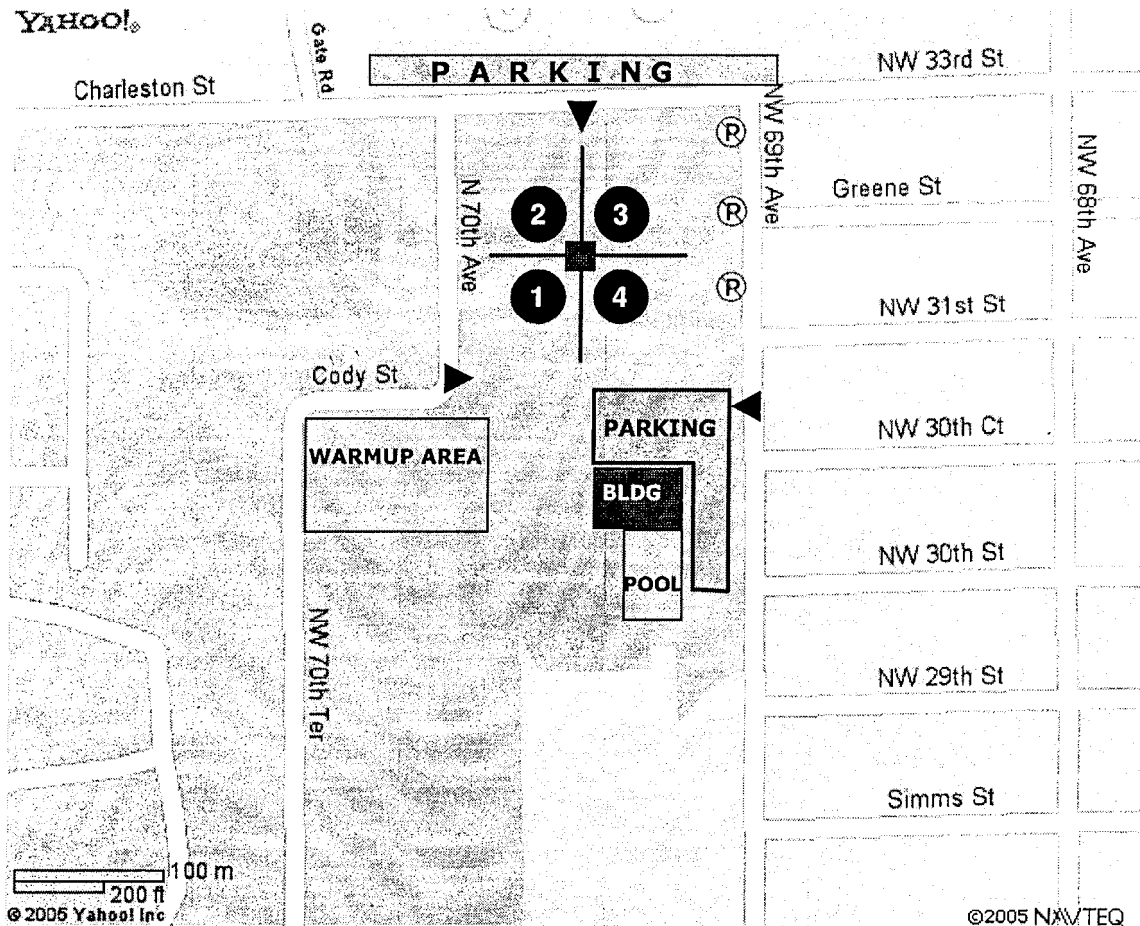 YAHOO!®
Gate Rd
PARKING
NW 33rd St
Charleston St
NW 69th Ave
NW 68th Ave
® 
N 70th Ave
2 3
Greene St
®
1 4
®
NW 31st St
Cody St
PARKING
NW 30th Ct
WARMUP AREA
BLDG
NW 30th St
POOL
NW 70th Ter
NW 29th St
Simms St
100 m
200 ft
© 2005 Yahoo! Inc
©2005 NAVTEQ